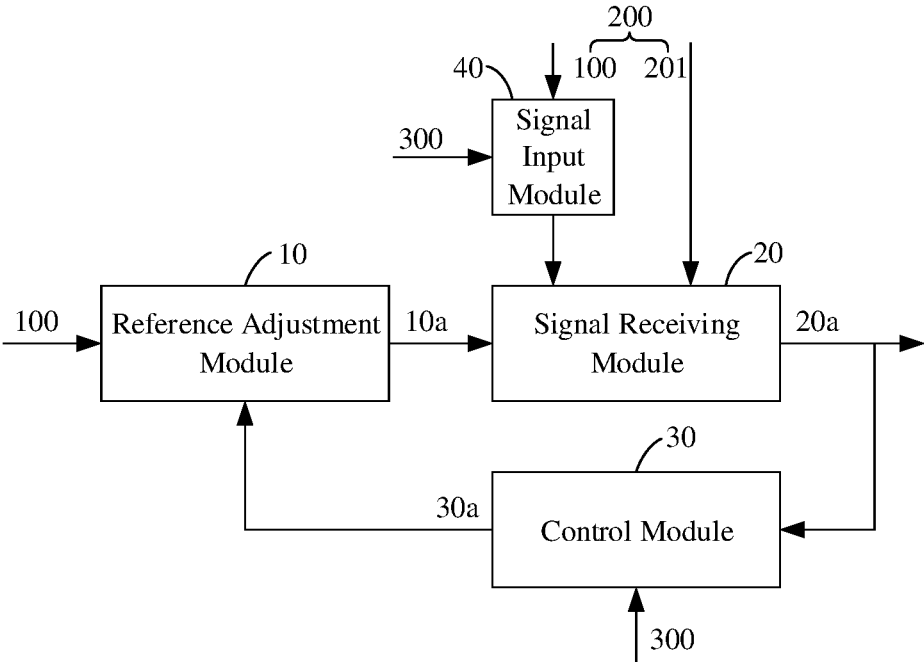 200
100 201
40
Signal
Input
Module
300
10
20
100
Reference Adjustment
Module
10a
Signal Receiving
Module
20a
30
30a
Control Module
300